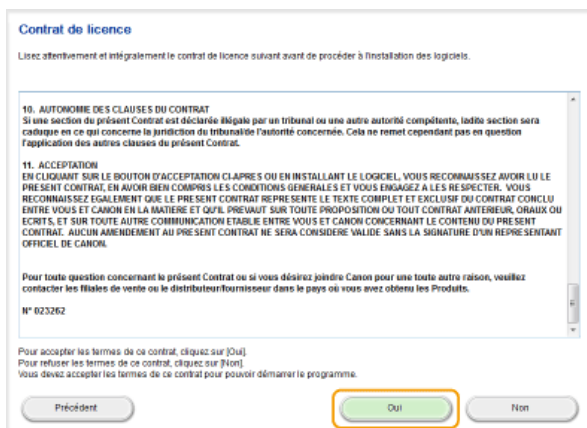 Contrat de licence
Lisez attentivement et intégralement le contrat de licence suivant avant de procéder à l'installation des logiciels.
10. AUTONOMIE DES CLAUSES DU CONTRAT
Si une section du présent Contrat est déclarée illégale par un tribunal ou une autre autorité compétente, ladite section sera
caduque en ce qui concerne la juridiction du tribunal/de l'autorité concernée. Cela ne remet cependant pas en question
l'application des autres clauses du présent Contrat.
11. ACCEPTATION
EN CLIQUANT SUR LE BOUTON D'ACCEPTATION CI-APRES OU EN INSTALLANT LE LOGICIEL, VOUS RECONNAISSEZ AVOIR LU LE
PRESENT CONTRAT, EN AVOIR BIEN COMPRIS LES CONDITIONS GENERALES ET VOUS ENGAGEZ A LES RESPECTER. VOUS
RECONNAISSEZ EGALEMENT QUE LE PRESENT CONTRAT REPRESENTE LE TEXTE COMPLET ET EXCLUSIF DU CONTRAT CONCLU
ENTRE VOUS ET CANON EN LA MATIERE ET QU'IL PREVAUT SUR TOUTE PROPOSITION OU TOUT CONTRAT ANTERIEUR, ORAUX OU
ECRITS, ET SUR TOUTE AUTRE COMMUNICATION ETABLIE ENTRE VOUS ET CANON CONCERNANT LE CONTENU DU PRESENT
CONTRAT. AUCUN AMENDEMENT AU PRESENT CONTRAT NE SERA CONSIDERE VALIDE SANS LA SIGNATURE D'UN REPRESENTANT
OFFICIEL DE CANON.
Pour toute question concernant le présent Contrat ou si vous désirez joindre Canon pour une toute autre raison, veuillez
contacter les filiales de vente ou le distributeur/fournisseur dans le pays où vous avez obtenu les Produits.
N° 023262
Pour accepter les termes de ce contrat, cliquez sur [Oui].
Pour refuser les termes de ce contrat, cliquez sur [Non].
Vous devez accepter les termes de ce contrat pour pouvoir démarrer le programme.
Précédent Oui Non